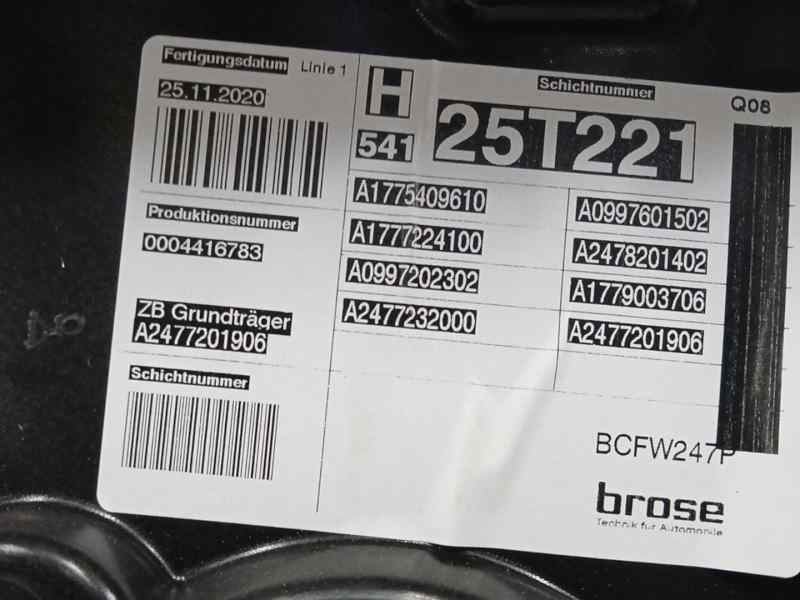 Fertigungsdatum Linie 1
25.11.2020
Produktionsnummer
0004416783
ZB Grundträger
A2477201906
Schichtnummer
H
541
Schichtnummer
25T221
Q08
A1775409610
A1777224100
A0997202302
A2477232000
A0997601502
A2478201402
A1779003706
A2477201906
BCFW247P
brose
Technik für Automobile